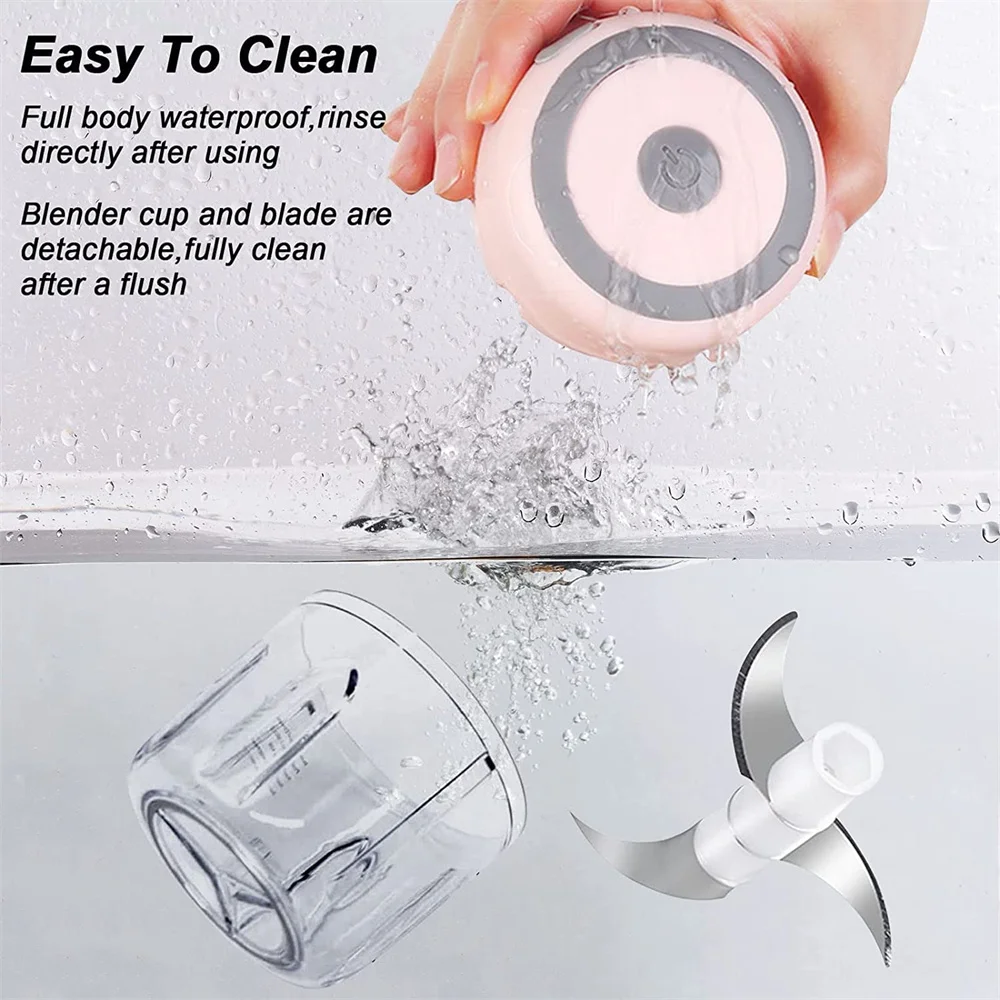 Easy To Clean
Full body waterproof,rinse
directly after using
Blender cup and blade are
detachable,fully clean
after a flush